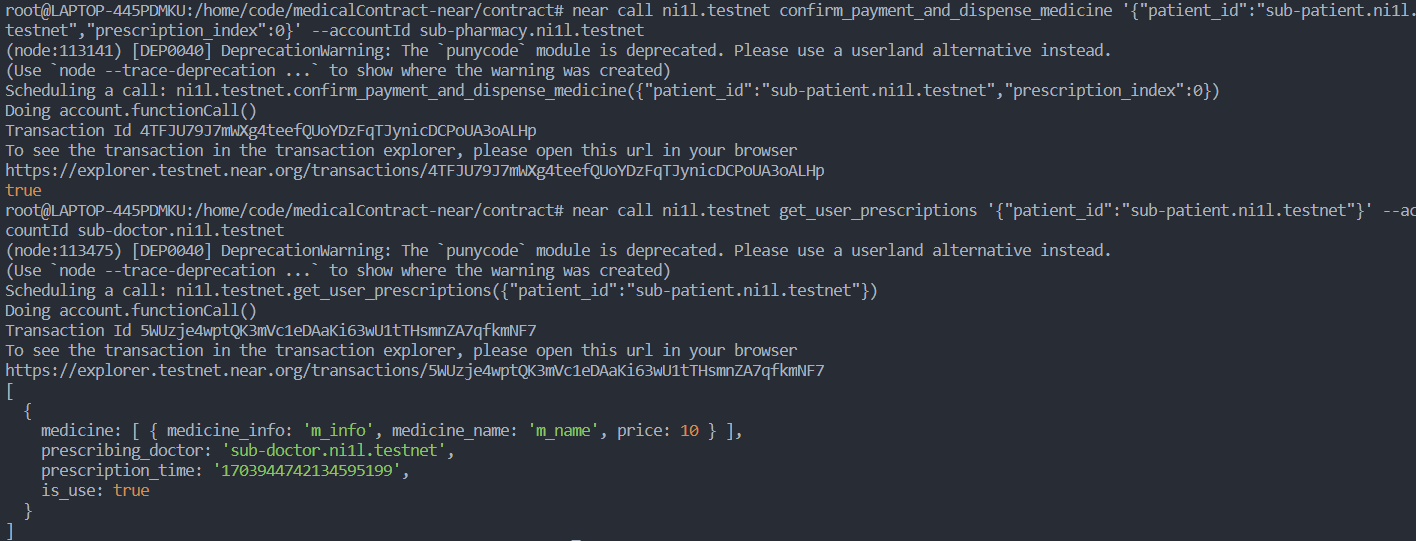 root@LAPTOP-445PDMKU:/home/code/medicalContract-near/contract# near call ni1l.testnet confirm_payment_and_dispense_medicine '{"patient_id":"sub-patient.ni1l.
testnet","prescription_index":0}' --accountId sub-pharmacy.ni1l.testnet
(node:113141) [DEP0040] DeprecationWarning: The `punycode` module is deprecated. Please use a userland alternative instead.
(Use `node --trace-deprecation ...` to show where the warning was created)
Scheduling a call: ni1l.testnet.confirm_payment_and_dispense_medicine({"patient_id":"sub-patient.ni1l.testnet","prescription_index":0})
Doing account.functionCall()
Transaction Id 4TFJU79J7mWXg4teefQUoYDzFqTJynicDCPoUA3oALHp
To see the transaction in the transaction explorer, please open this url in your browser
https://explorer.testnet.near.org/transactions/4TFJU79J7mWXg4teefQUoYDzFqTJynicDCPoUA3oALHp
true
root@LAPTOP-445PDMKU:/home/code/medicalContract-near/contract# near call ni1l.testnet get_user_prescriptions '{"patient_id":"sub-patient.ni1l.testnet"}' --ac
countId sub-doctor.ni1l.testnet
(node:113475) [DEP0040] DeprecationWarning: The `punycode` module is deprecated. Please use a userland alternative instead.
(Use `node --trace-deprecation ...` to show where the warning was created)
Scheduling a call: ni1l.testnet.get_user_prescriptions({"patient_id":"sub-patient.ni1l.testnet"})
Doing account.functionCall()
Transaction Id 5WUzje4wptQK3mVc1eDAaKi63wU1tTHsmnZA7qfkmNF7
To see the transaction in the transaction explorer, please open this url in your browser
https://explorer.testnet.near.org/transactions/5WUzje4wptQK3mVc1eDAaKi63wU1tTHsmnZA7qfkmNF7
[
  {
    medicine: [ { medicine_info: 'm_info', medicine_name: 'm_name', price: 10 } ],
    prescribing_doctor: 'sub-doctor.ni1l.testnet',
    prescription_time: '1703944742134595199',
    is_use: true
  }
]